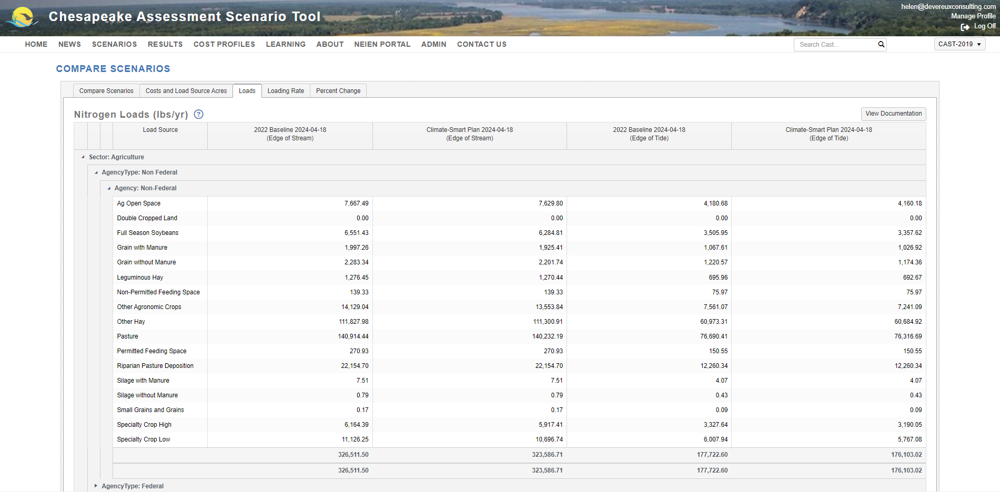 Chesapeake Assessment Scenario Tool
helen@devereuxconsulting.com
Manage Profile
Log Off
HOME NEWS SCENARIOS RESULTS COST PROFILES LEARNING ABOUT NEIEN PORTAL ADMIN CONTACT US
Search Cast...
CAST-2019
COMPARE SCENARIOS
Compare Scenarios Costs and Load Source Acres Loads Loading Rate Percent Change
Nitrogen Loads (lbs/yr) ?
View Documentation
Load Source 2022 Baseline 2024-04-18 Climate-Smart Plan 2024-04-18 2022 Baseline 2024-04-18 Climate-Smart Plan 2024-04-18
(Edge of Stream) (Edge of Stream) (Edge of Tide) (Edge of Tide)
Sector: Agriculture
AgencyType: Non Federal
Agency: Non-Federal
Ag Open Space 7,667.49 7,629.80 4,180.68 4,160.18
Double Cropped Land 0.00 0.00 0.00 0.00
Full Season Soybeans 6,551.43 6,284.81 3,505.95 3,357.62
Grain with Manure 1,997.26 1,925.41 1,067.61 1,026.92
Grain without Manure 2,283.34 2,201.74 1,220.57 1,174.36
Leguminous Hay 1,276.45 1,270.44 695.96 692.67
Non-Permitted Feeding Space 139.33 139.33 75.97 75.97
Other Agronomic Crops 14,129.04 13,553.84 7,561.07 7,241.09
Other Hay 111,827.98 111,300.91 60,973.31 60,684.92
Pasture 140,914.44 140,232.19 76,690.41 76,316.69
Permitted Feeding Space 270.93 270.93 150.55 150.55
Riparian Pasture Deposition 22,154.70 22,154.70 12,260.34 12,260.34
Silage with Manure 7.51 7.51 4.07 4.07
Silage without Manure 0.79 0.79 0.43 0.43
Small Grains and Grains 0.17 0.17 0.09 0.09
Specialty Crop High 6,164.39 5,917.41 3,327.64 3,190.05
Specialty Crop Low 11,126.25 10,696.74 6,007.94 5,767.08
326,511.50 323,586.71 177,722.60 176,103.02
326,511.50 323,586.71 177,722.60 176,103.02
AgencyType: Federal